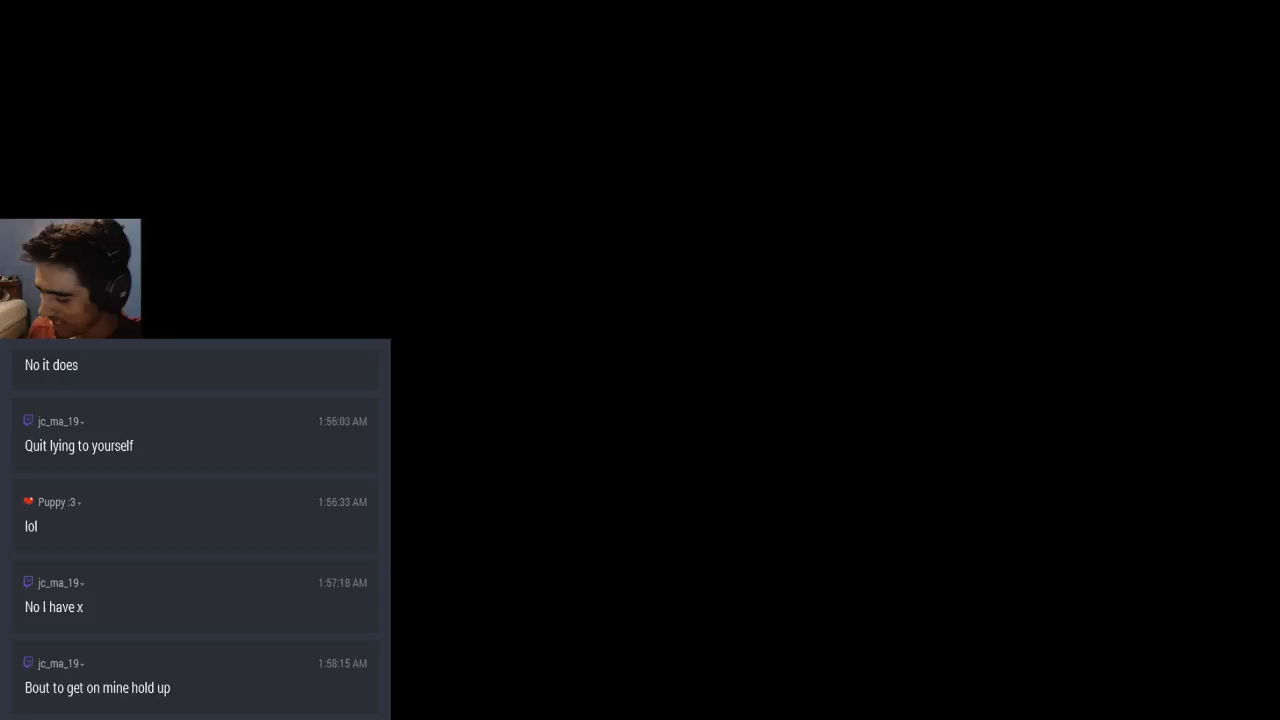 No it does
jc_ma_19
1:56:03 AM
Quit lying to yourself
Puppy :3
1:56:33 AM
lol
jc_ma_19
1:57:18 AM
No I have x
jc_ma_19
1:58:15 AM
Bout to get on mine hold up